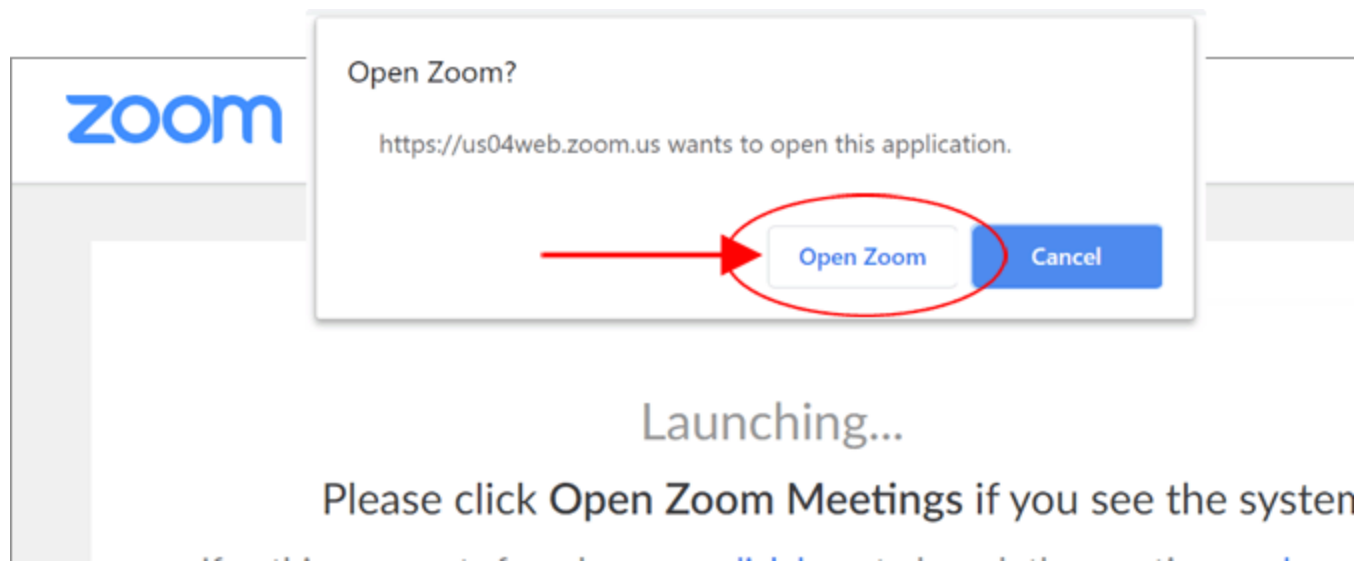 Open Zoom?
zoom
https://us04web.zoom.us wants to open this application.
Open Zoom Cancel
Launching...
Please click Open Zoom Meetings if you see the system